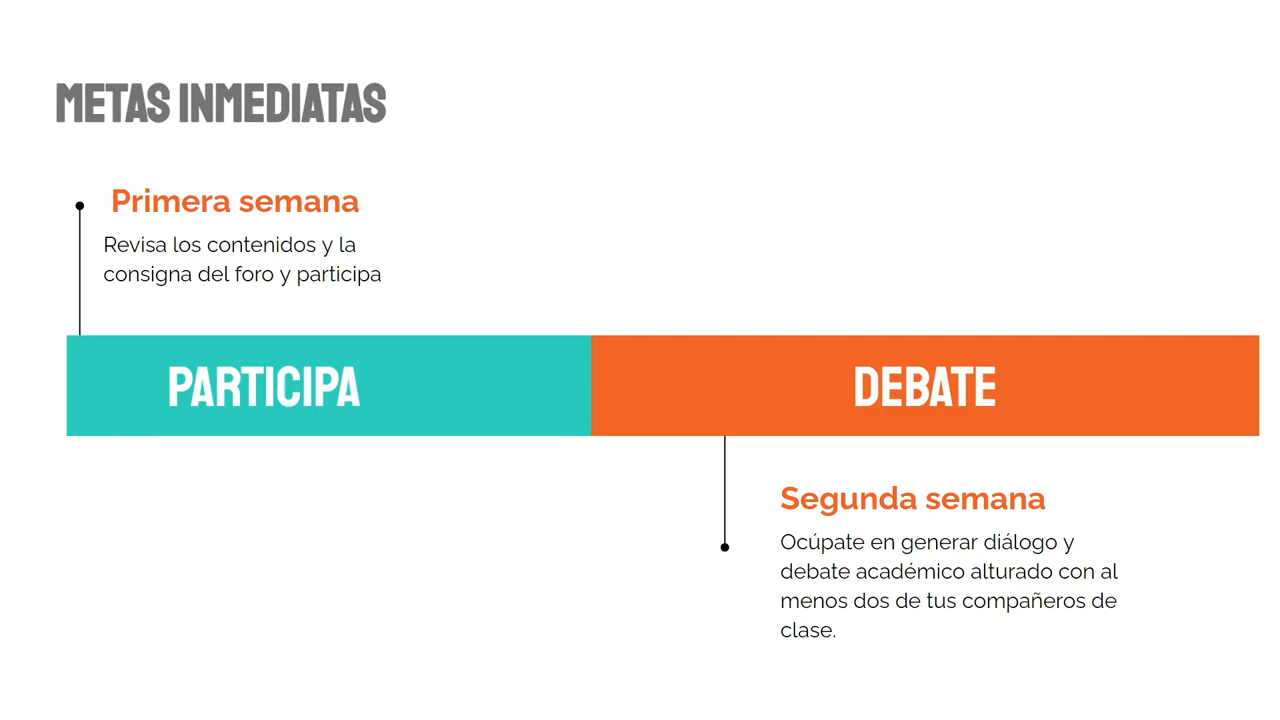 METAS INMEDIATAS
Primera semana
Revisa los contenidos y la
consigna del foro y participa
PARTICIPA
DEBATE
Segunda semana
Ocúpate en generar diálogo y
debate académico alturado con al
menos dos de tus compañeros de
clase.